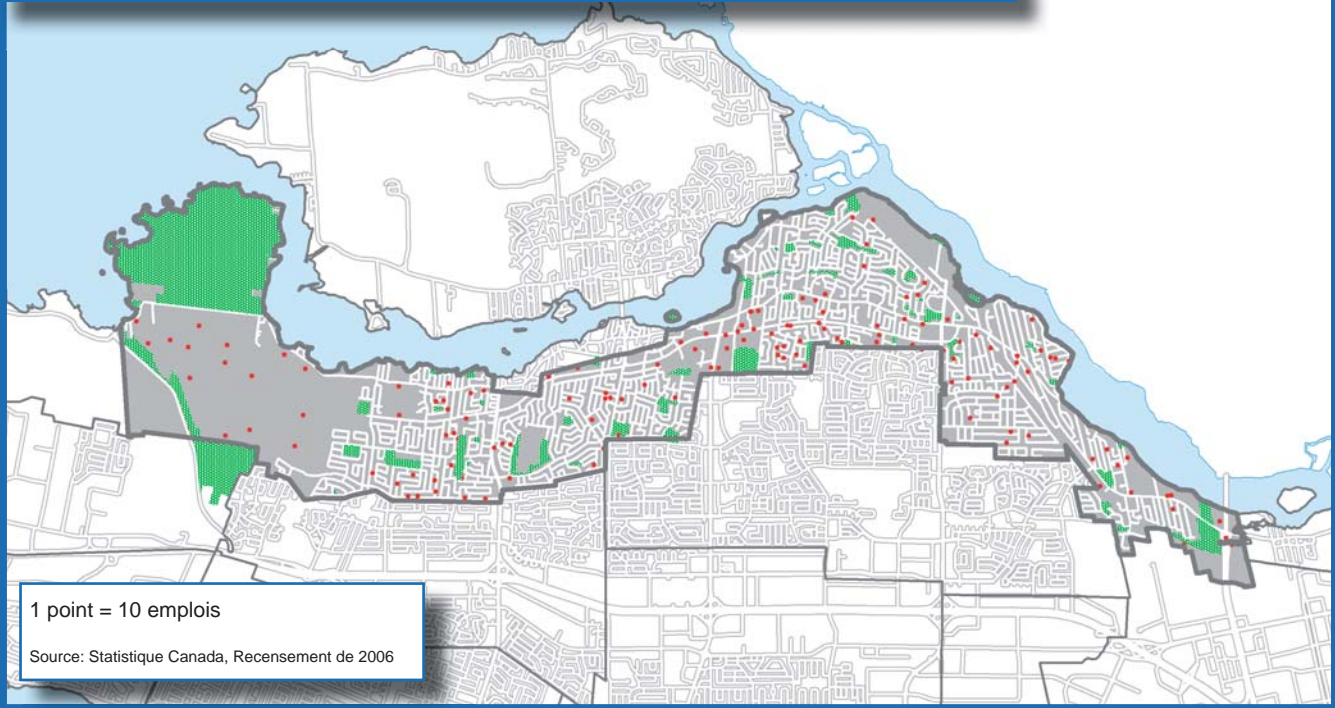 1 point = 10 emplois
Source: Statistique Canada, Recensement de 2006